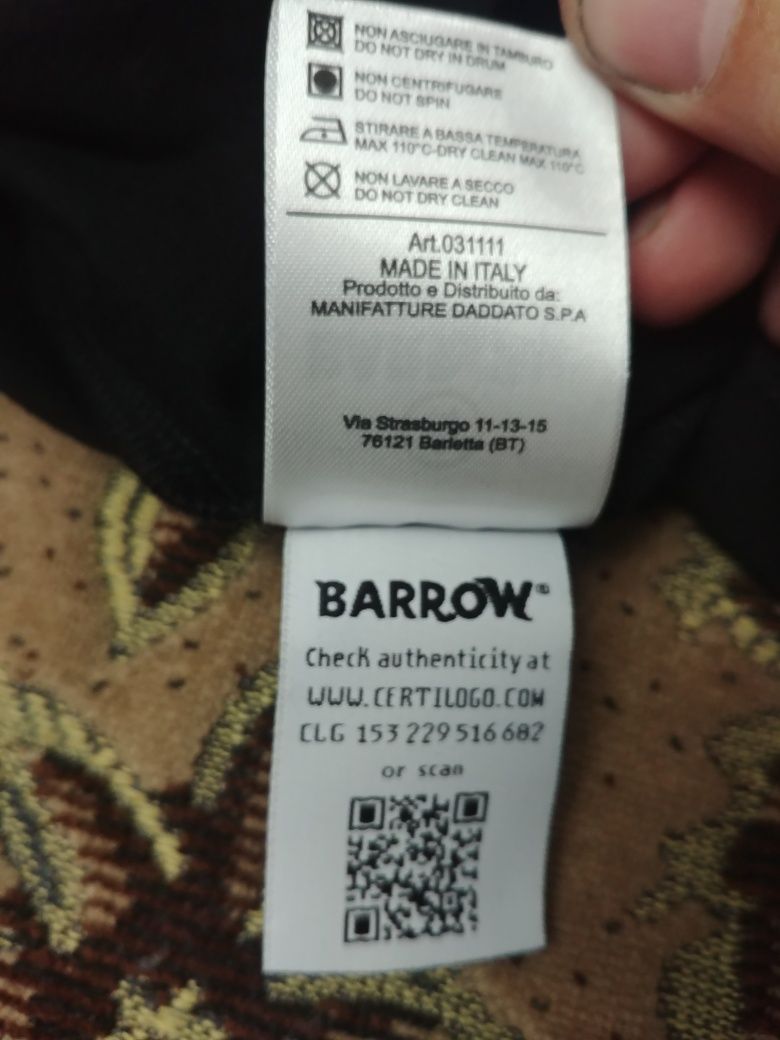 NON ASCIUGARE IN TAMBURO
DO NOT DRY IN DRUM
NON CENTRIFUGARE
DO NOT SPIN
STIRARE A BASSA TEMPERATURA
MAX 110°C-DRY CLEAN MAX 110°C
NON LAVARE A SECCO
DO NOT DRY CLEAN
Art.031111
MADE IN ITALY
Prodotto e Distribuito da:
MANIFATTURE DADDATO S.P.A
Via Strasburgo 11-13-15
76121 Barletta (BT)
BARROW®
Check authenticity at
WWW.CERTILOGO.COM
CLG 153 229 516 682
or scan